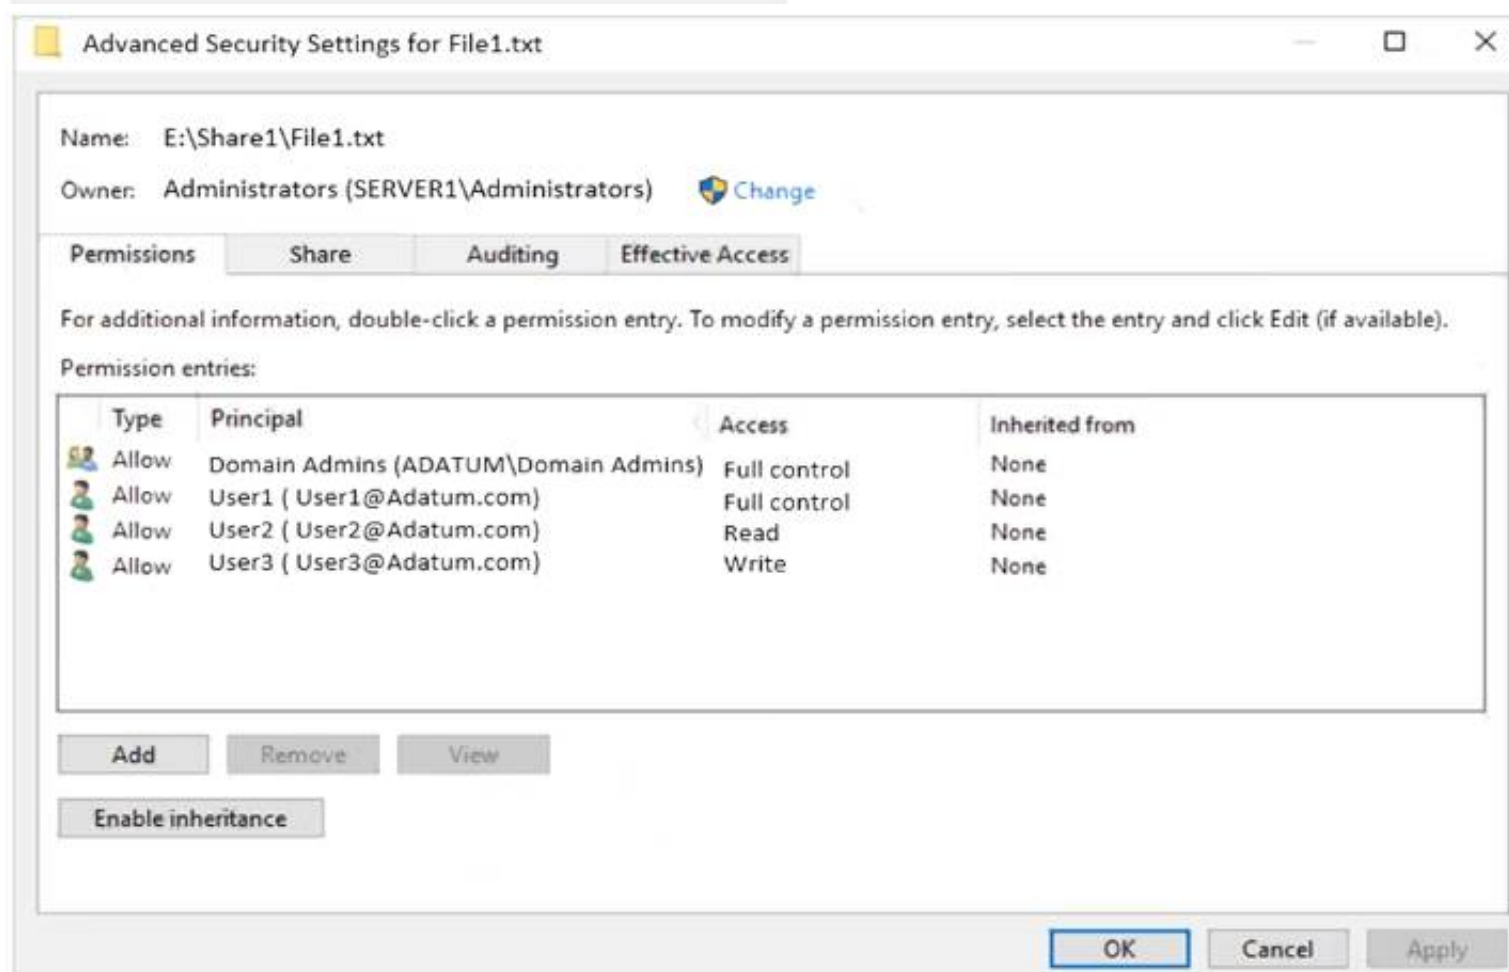 Advanced Security Settings for File1.txt
Name: E:\Share1\File1.txt
Owner: Administrators (SERVER1\Administrators) Change
Permissions Share Auditing Effective Access
For additional information, double-click a permission entry. To modify a permission entry, select the entry and click Edit (if available).
Permission entries:
Type Principal Access Inherited from
Allow Domain Admins (ADATUM\Domain Admins) Full control None
Allow User1 ( User1@Adatum.com) Full control None
Allow User2 ( User2@Adatum.com) Read None
Allow User3 ( User3@Adatum.com) Write None
Add Remove View
Enable inheritance
OK Cancel Apply